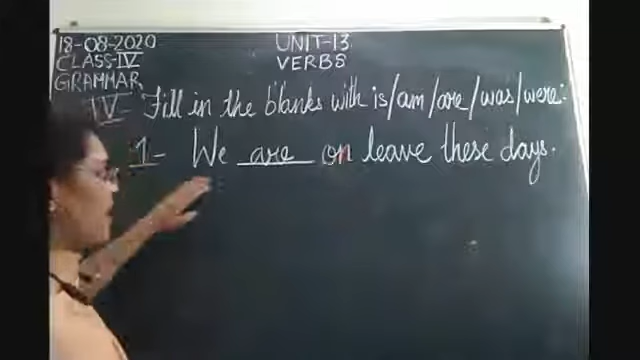 18-08-2020
UNIT-13
CLASS-IV
VERBS
GRAMMAR
IV Fill in the blanks with is/am/are/was/were:
1- We are on leave these days.